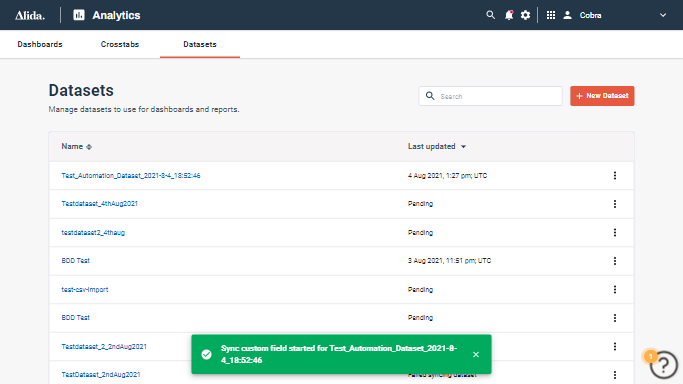 Alida. Analytics Cobra
Dashboards Crosstabs Datasets
Datasets
Manage datasets to use for dashboards and reports.
Search
+ New Dataset
Name Last updated
Test_Automation_Dataset_2021-8-4_18:52:46 4 Aug 2021, 1:27 pm; UTC
Testdataset_4thAug2021 Pending
testdataset2_4thaug Pending
BDD Test 3 Aug 2021, 11:51 pm; UTC
test-csv-import Pending
BDD Test Pending
Testdataset_2_2ndAug2021
TestDataset_2ndAug2021 Failed syncing dataset
Sync custom field started for Test_Automation_Dataset_2021-8-
4_18:52:46
1
?